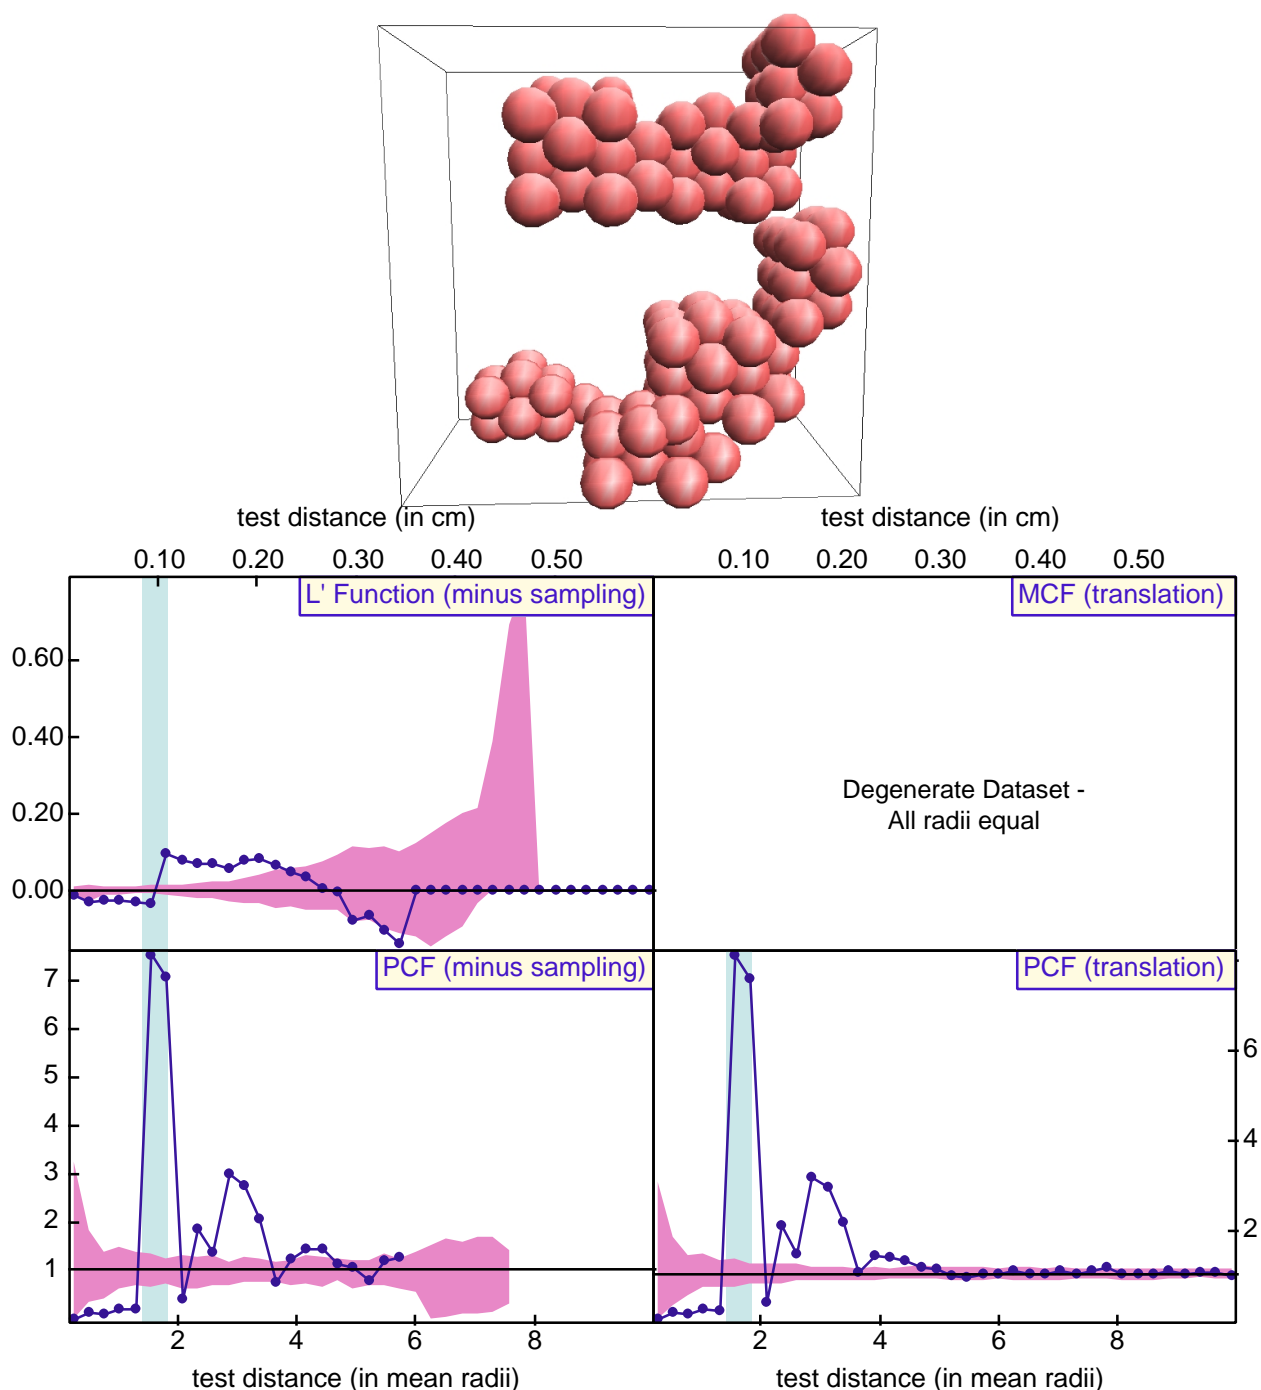 test distance (in cm)
test distance (in cm)
0.10 0.20 0.30 0.40 0.50
0.10 0.20 0.30 0.40 0.50
L' Function (minus sampling)
MCF (translation)
0.60
0.40
0.20
0.00
Degenerate Dataset -
All radii equal
PCF (minus sampling)
PCF (translation)
7
6
5
4
3
2
1
6
4
2
2 4 6 8
2 4 6 8
test distance (in mean radii)
test distance (in mean radii)